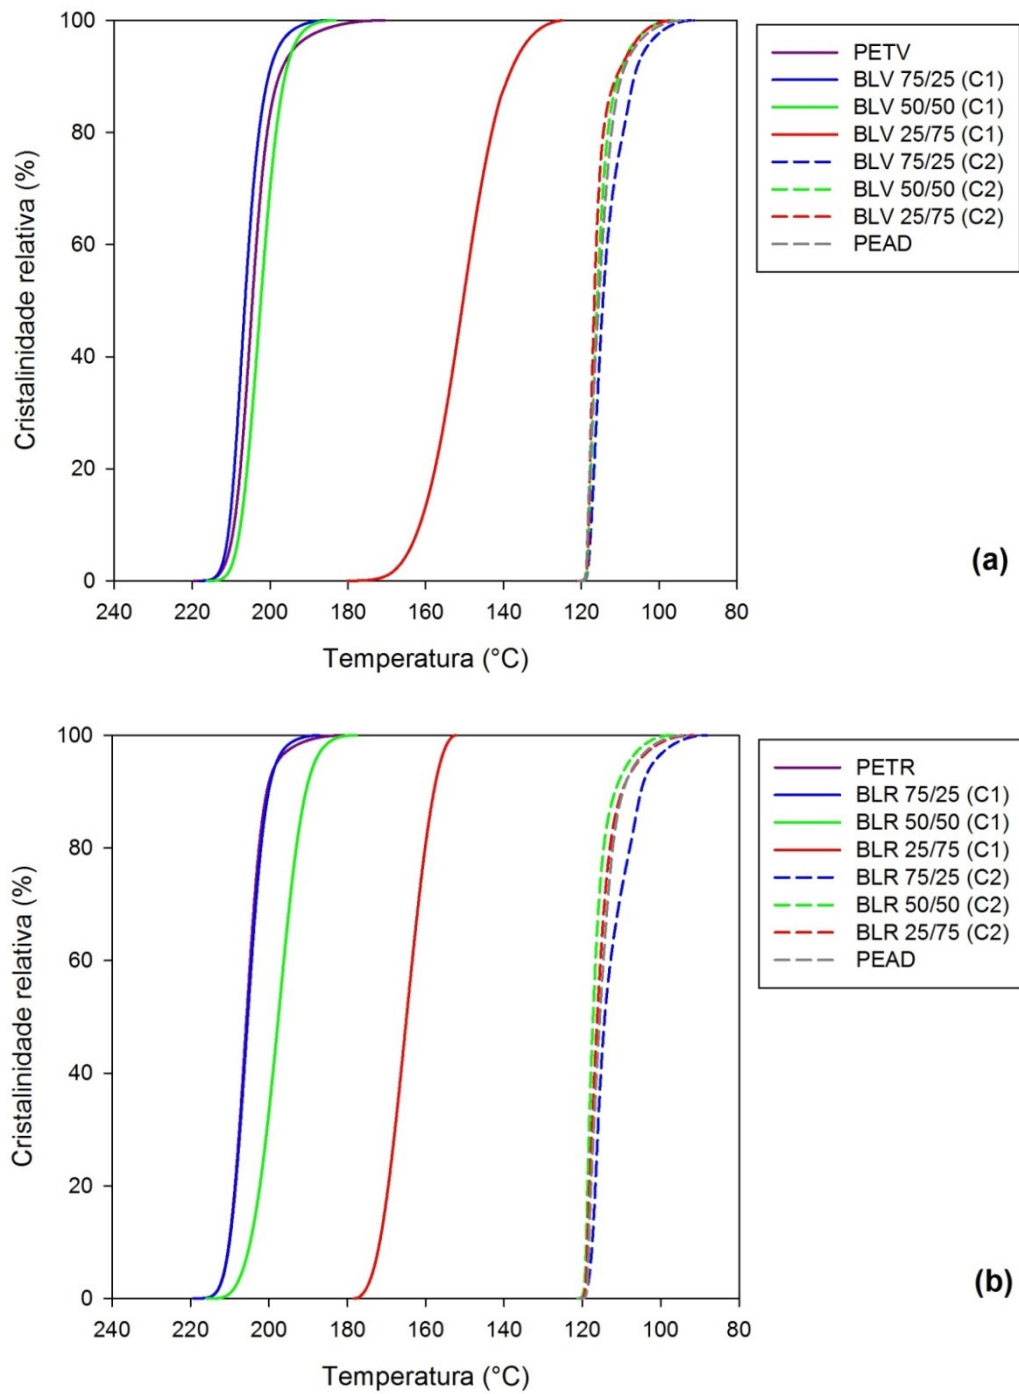 100
80
60
40
20
0
Cristalinidade relativa (%)
240 220 200 180 160 140 120 100 80
Temperatura (°C)
PETV
BLV 75/25 (C1)
BLV 50/50 (C1)
BLV 25/75 (C1)
BLV 75/25 (C2)
BLV 50/50 (C2)
BLV 25/75 (C2)
PEAD
(a)
100
80
60
40
20
0
Cristalinidade relativa (%)
240 220 200 180 160 140 120 100 80
Temperatura (°C)
PETR
BLR 75/25 (C1)
BLR 50/50 (C1)
BLR 25/75 (C1)
BLR 75/25 (C2)
BLR 50/50 (C2)
BLR 25/75 (C2)
PEAD
(b)